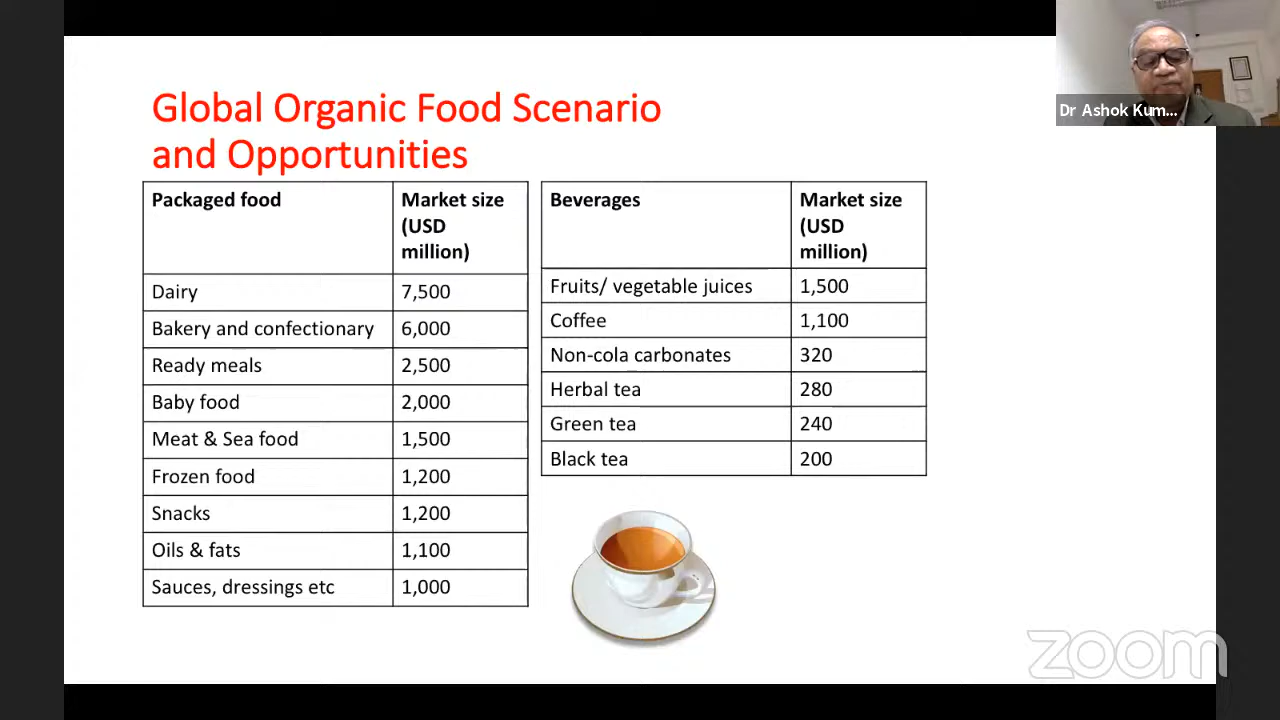 Global Organic Food Scenario
and Opportunities
Dr Ashok Kum...
Packaged food
Market size
(USD
million)
Dairy 7,500
Bakery and confectionary 6,000
Ready meals 2,500
Baby food 2,000
Meat & Sea food 1,500
Frozen food 1,200
Snacks 1,200
Oils & fats 1,100
Sauces, dressings etc 1,000
Beverages
Market size
(USD
million)
Fruits/ vegetable juices 1,500
Coffee 1,100
Non-cola carbonates 320
Herbal tea 280
Green tea 240
Black tea 200
zoom